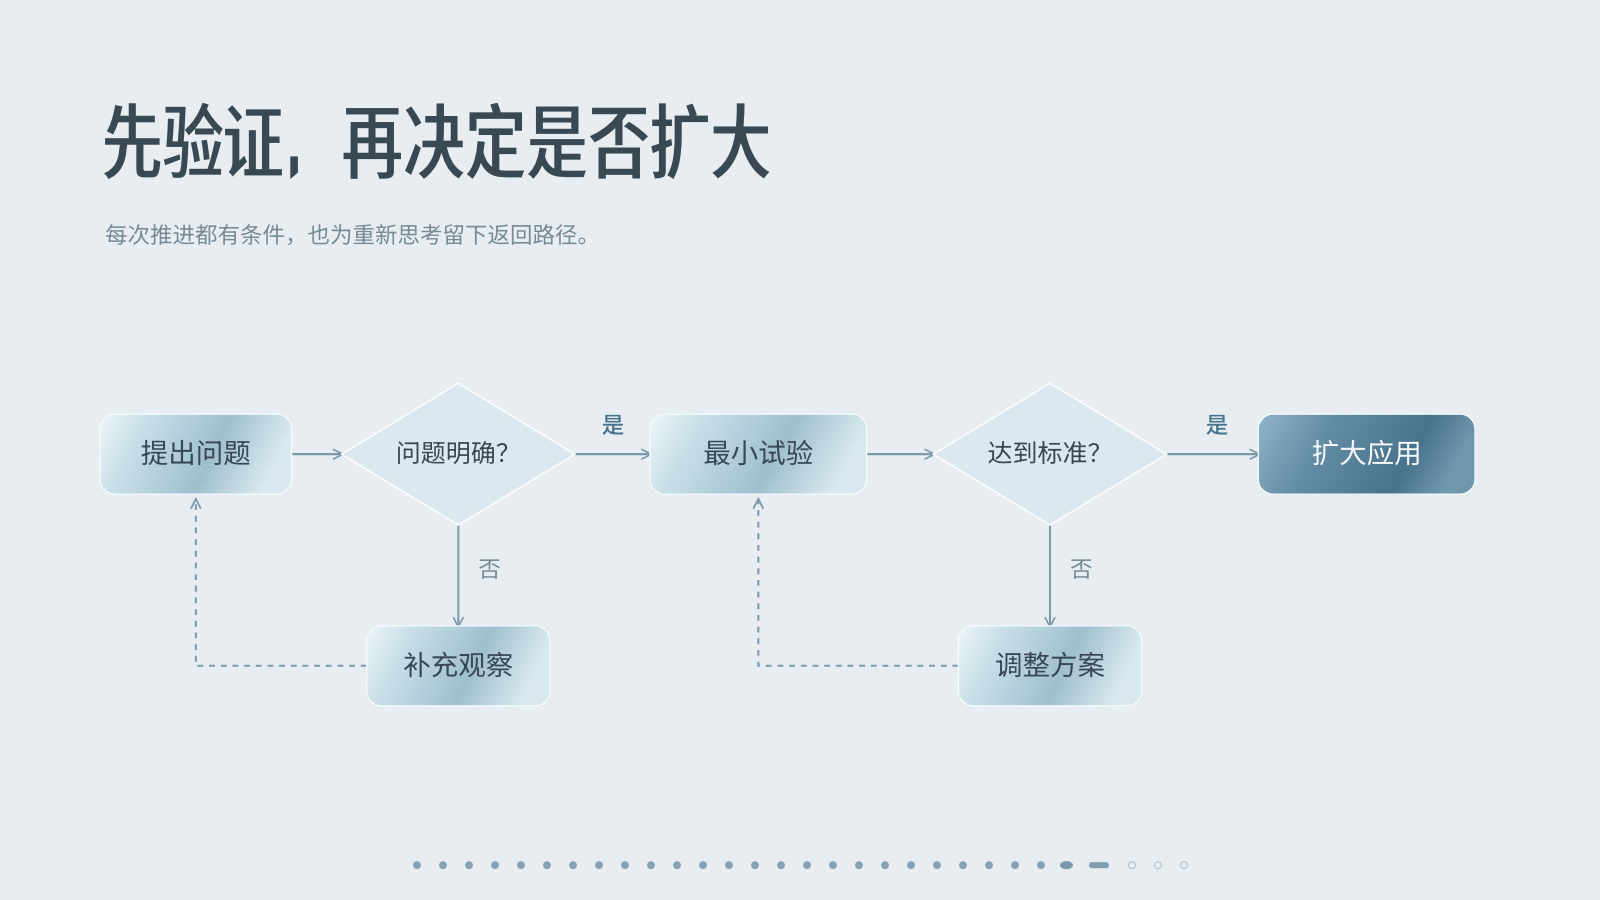 先验证，再决定是否扩大
每次推进都有条件，也为重新思考留下返回路径。
提出问题
问题明确？
是
最小试验
达到标准？
是
扩大应用
否
否
补充观察
调整方案